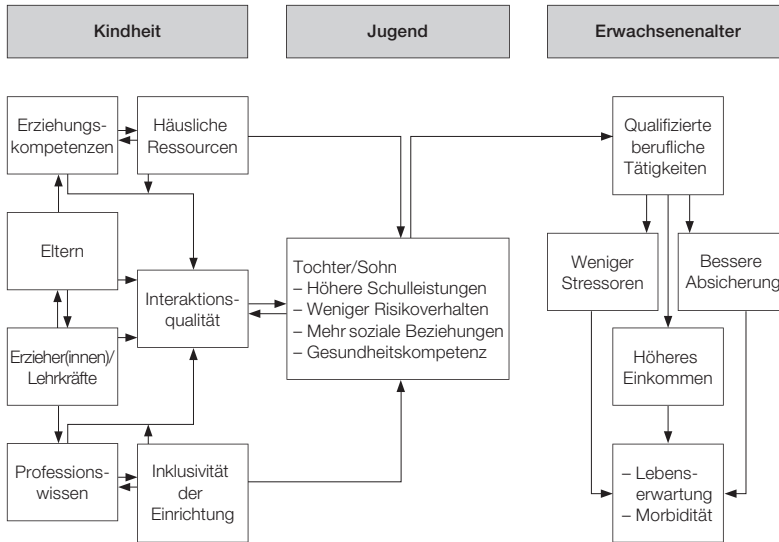 Kindheit
Jugend
Erwachsenenalter
Erziehungs-
kompetenzen
Häusliche
Ressourcen
Qualifizierte
berufliche
Tätigkeiten
Eltern
Interaktions-
qualität
Tochter/Sohn
– Höhere Schulleistungen
– Weniger Risikoverhalten
– Mehr soziale Beziehungen
– Gesundheitskompetenz
Weniger
Stressoren
Bessere
Absicherung
Erzieher(innen)/
Lehrkräfte
Höheres
Einkommen
Professions-
wissen
Inklusivität
der
Einrichtung
– Lebens-
erwartung
– Morbidität